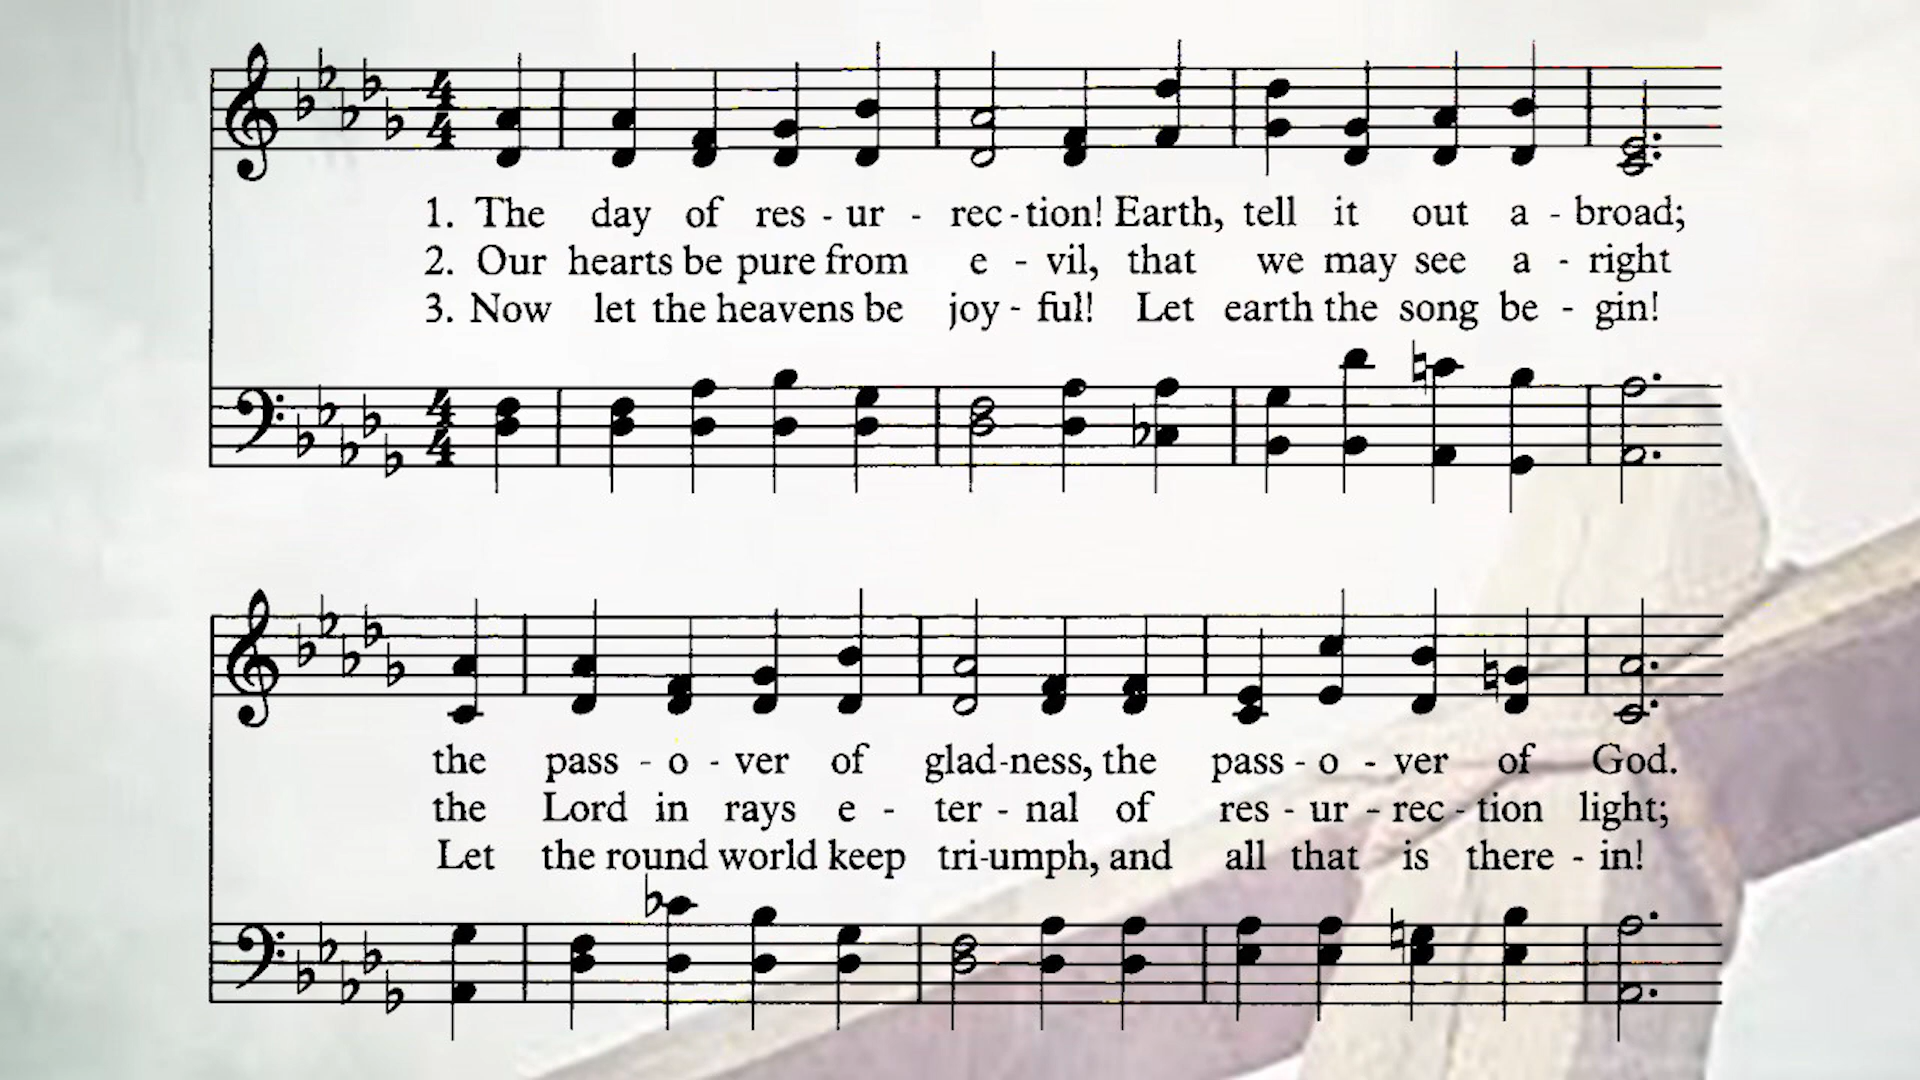 1. The day of res - ur - rec - tion! Earth, tell it out a - broad;
2. Our hearts be pure from e - vil, that we may see a - right
3. Now let the heavens be joy - ful! Let earth the song be - gin!
the pass - o - ver of glad - ness, the pass - o - ver of God.
the Lord in rays e - ter - nal of res - ur - rec - tion light;
Let the round world keep tri - umph, and all that is there - in!